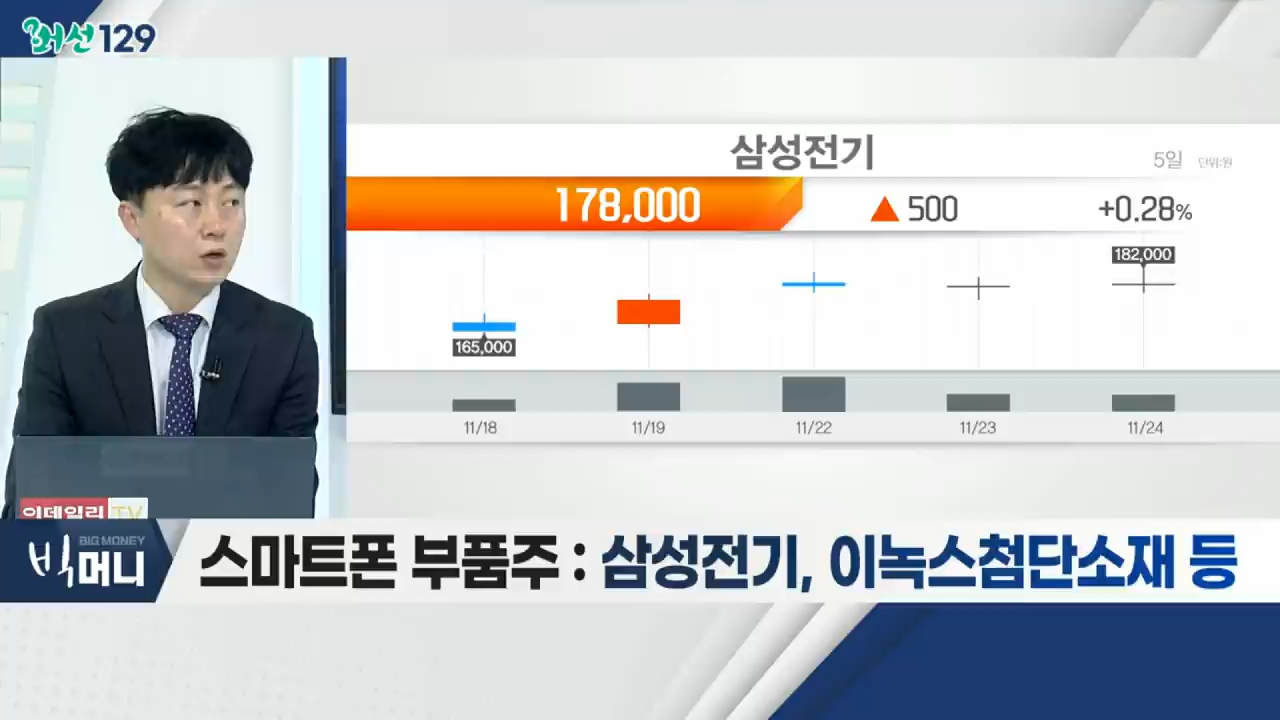 머선129
삼성전기
5일 단위:원
178,000 ▲ 500 +0.28%
182,000
165,000
11/18 11/19 11/22 11/23 11/24
이데일리 TV
BIG MONEY
빅머니
스마트폰 부품주 : 삼성전기, 이녹스첨단소재 등